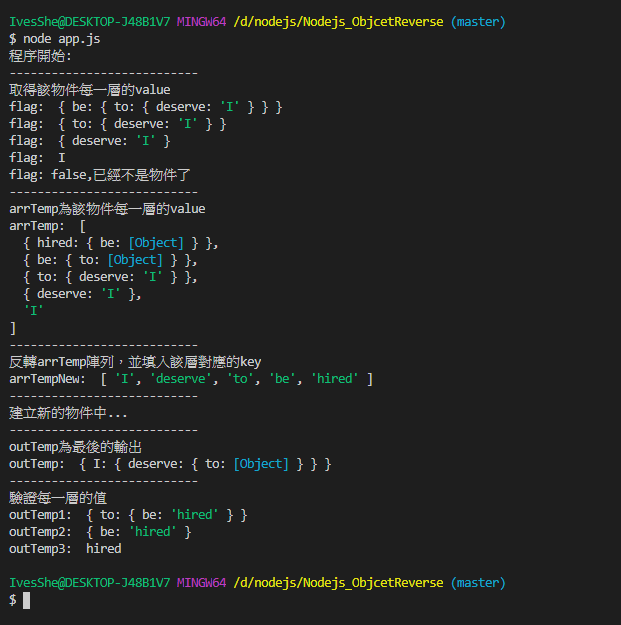 IvesShe@DESKTOP-J48B1V7 MINGW64 /d/nodejs/Nodejs_ObjcetReverse (master)
$ node app.js
程序開始:
---------------------------
取得該物件每一層的value
flag:  { be: { to: { deserve: 'I' } } }
flag:  { to: { deserve: 'I' } }
flag:  { deserve: 'I' }
flag:  I
flag: false,已經不是物件了
---------------------------
arrTemp為該物件每一層的value
arrTemp:  [
  { hired: { be: [Object] } },
  { be: { to: [Object] } },
  { to: { deserve: 'I' } },
  { deserve: 'I' },
  'I'
]
---------------------------
反轉arrTemp陣列，並填入該層對應的key
arrTempNew:  [ 'I', 'deserve', 'to', 'be', 'hired' ]
---------------------------
建立新的物件中...
---------------------------
outTemp為最後的輸出
outTemp:  { I: { deserve: { to: [Object] } } }
---------------------------
驗證每一層的值
outTemp1:  { to: { be: 'hired' } }
outTemp2:  { be: 'hired' }
outTemp3:  hired
IvesShe@DESKTOP-J48B1V7 MINGW64 /d/nodejs/Nodejs_ObjcetReverse (master)
$